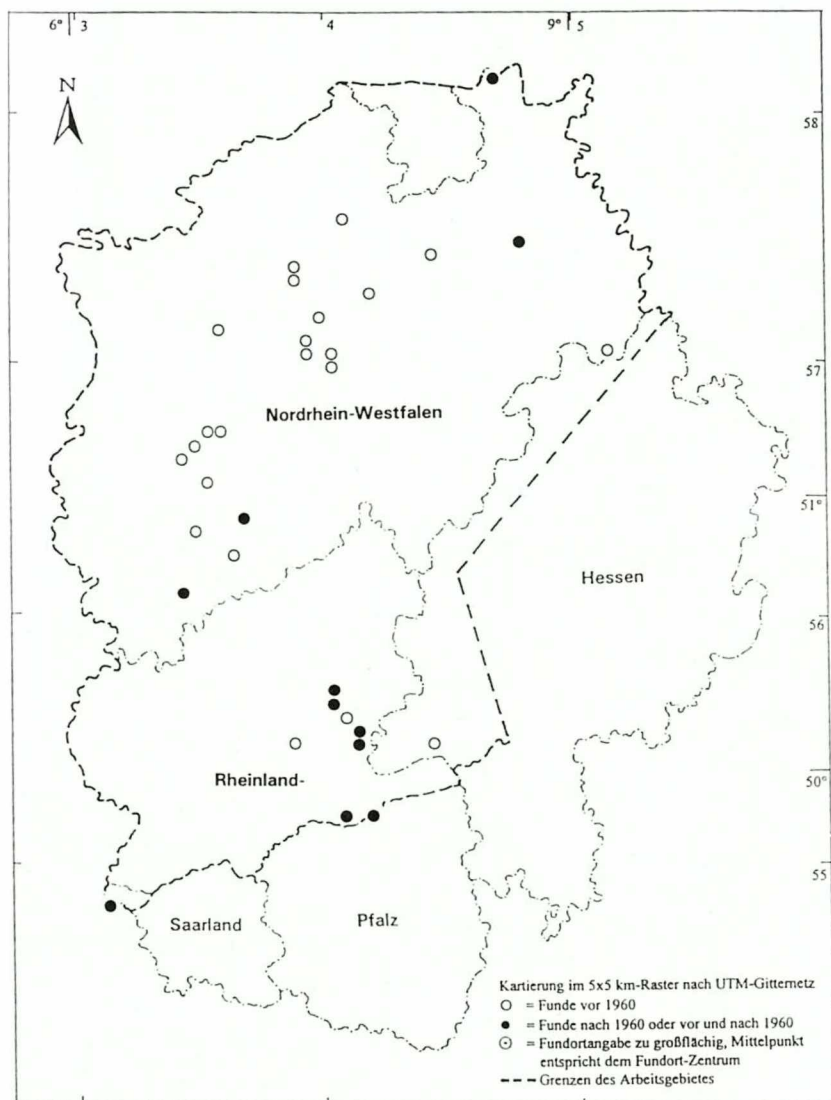 6° 3 4 9° 5
N
58
57
Nordrhein-Westfalen
51°
Hessen
56
Rheinland-
50°
55
Saarland
Pfalz
Kartierung im 5x5 km-Raster nach UTM-Gitternetz
○ = Funde vor 1960
● = Funde nach 1960 oder vor und nach 1960
⊙ = Fundortangabe zu großflächig, Mittelpunkt
entspricht dem Fundort-Zentrum
--- Grenzen des Arbeitsgebietes